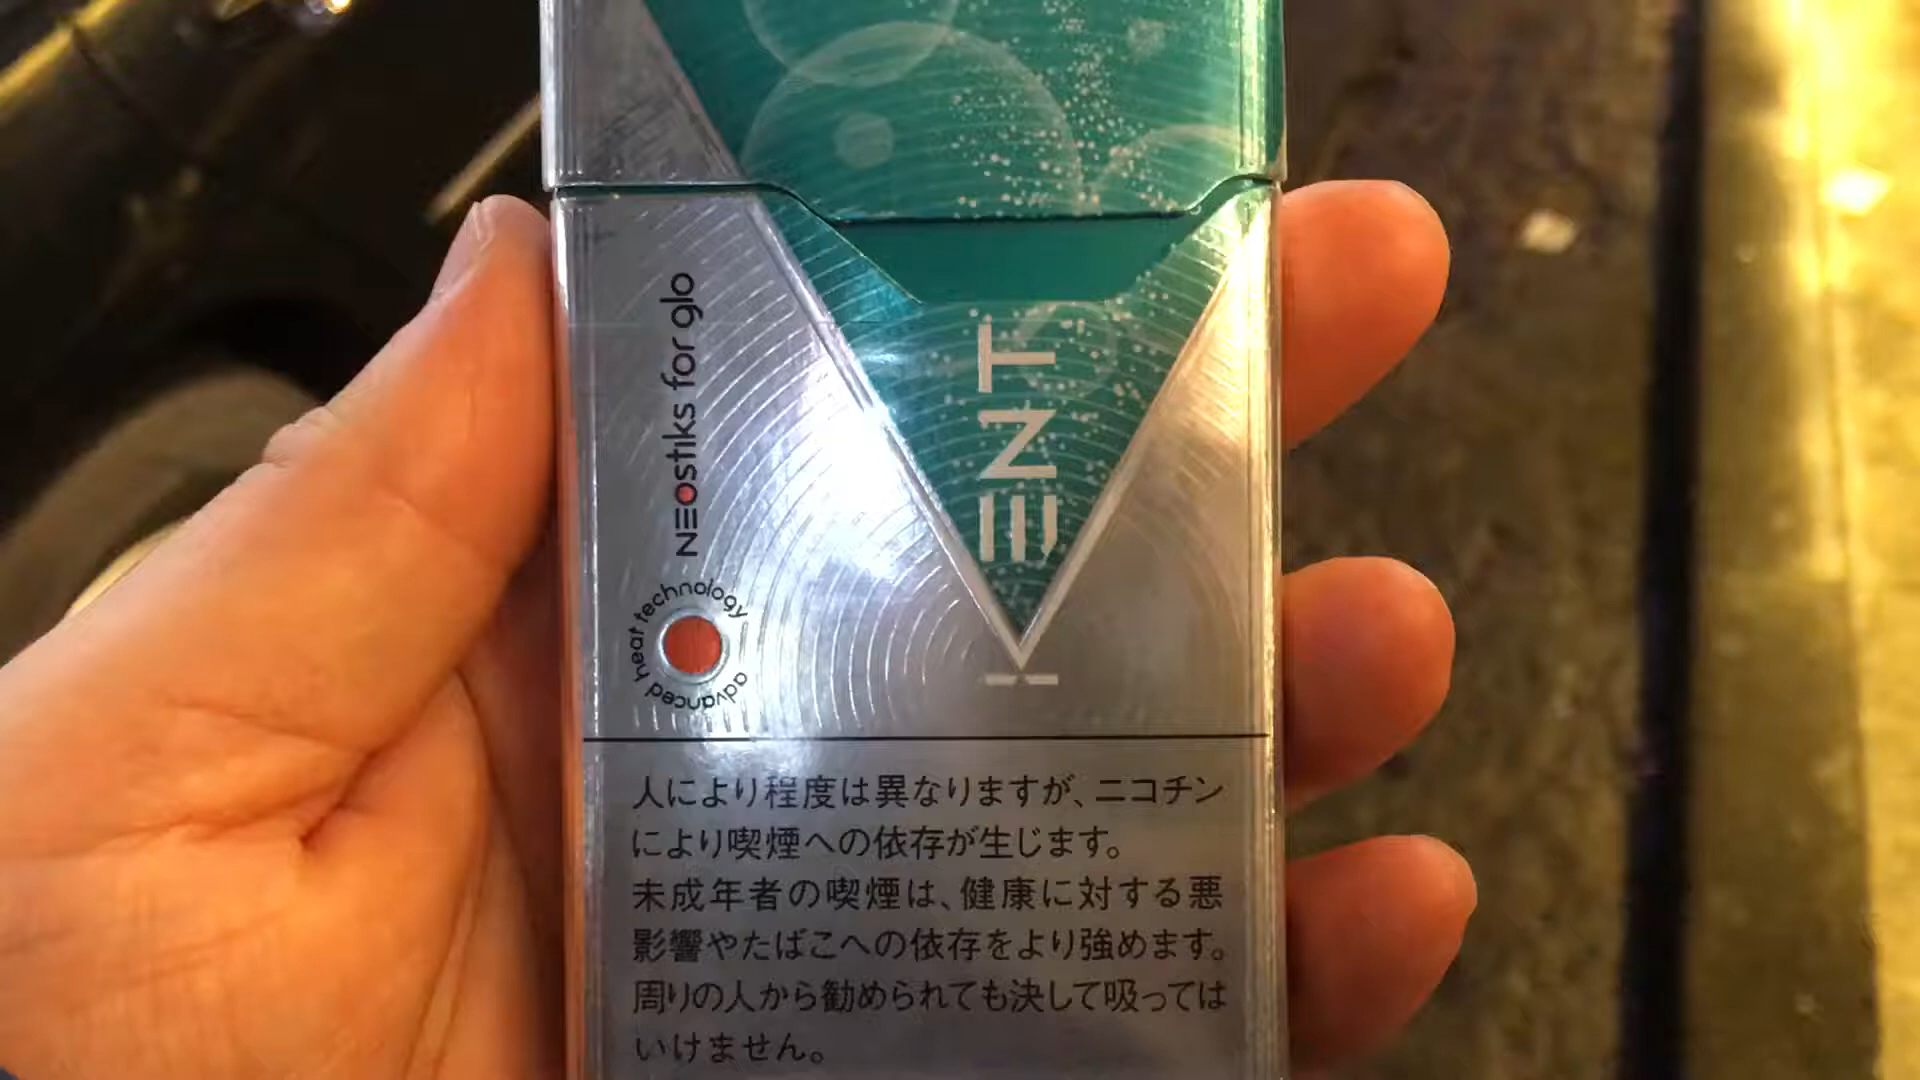 NEOstiks for glo
advanced heat technology
ENT
人により程度は異なりますが、ニコチン
により喫煙への依存が生じます。
未成年者の喫煙は、健康に対する悪
影響やたばこへの依存をより強めます。
周りの人から勧められても決して吸っては
いけません。